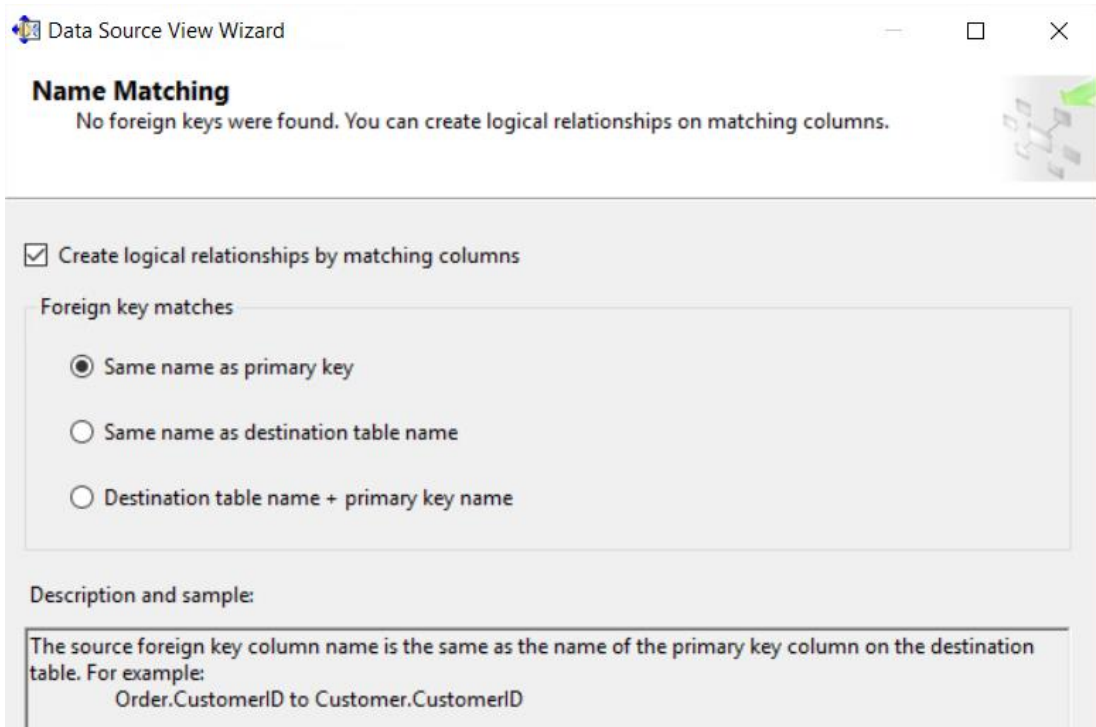 Data Source View Wizard
Name Matching
No foreign keys were found. You can create logical relationships on matching columns.
Create logical relationships by matching columns
Foreign key matches
Same name as primary key
Same name as destination table name
Destination table name + primary key name
Description and sample:
The source foreign key column name is the same as the name of the primary key column on the destination
table. For example:
Order.CustomerID to Customer.CustomerID